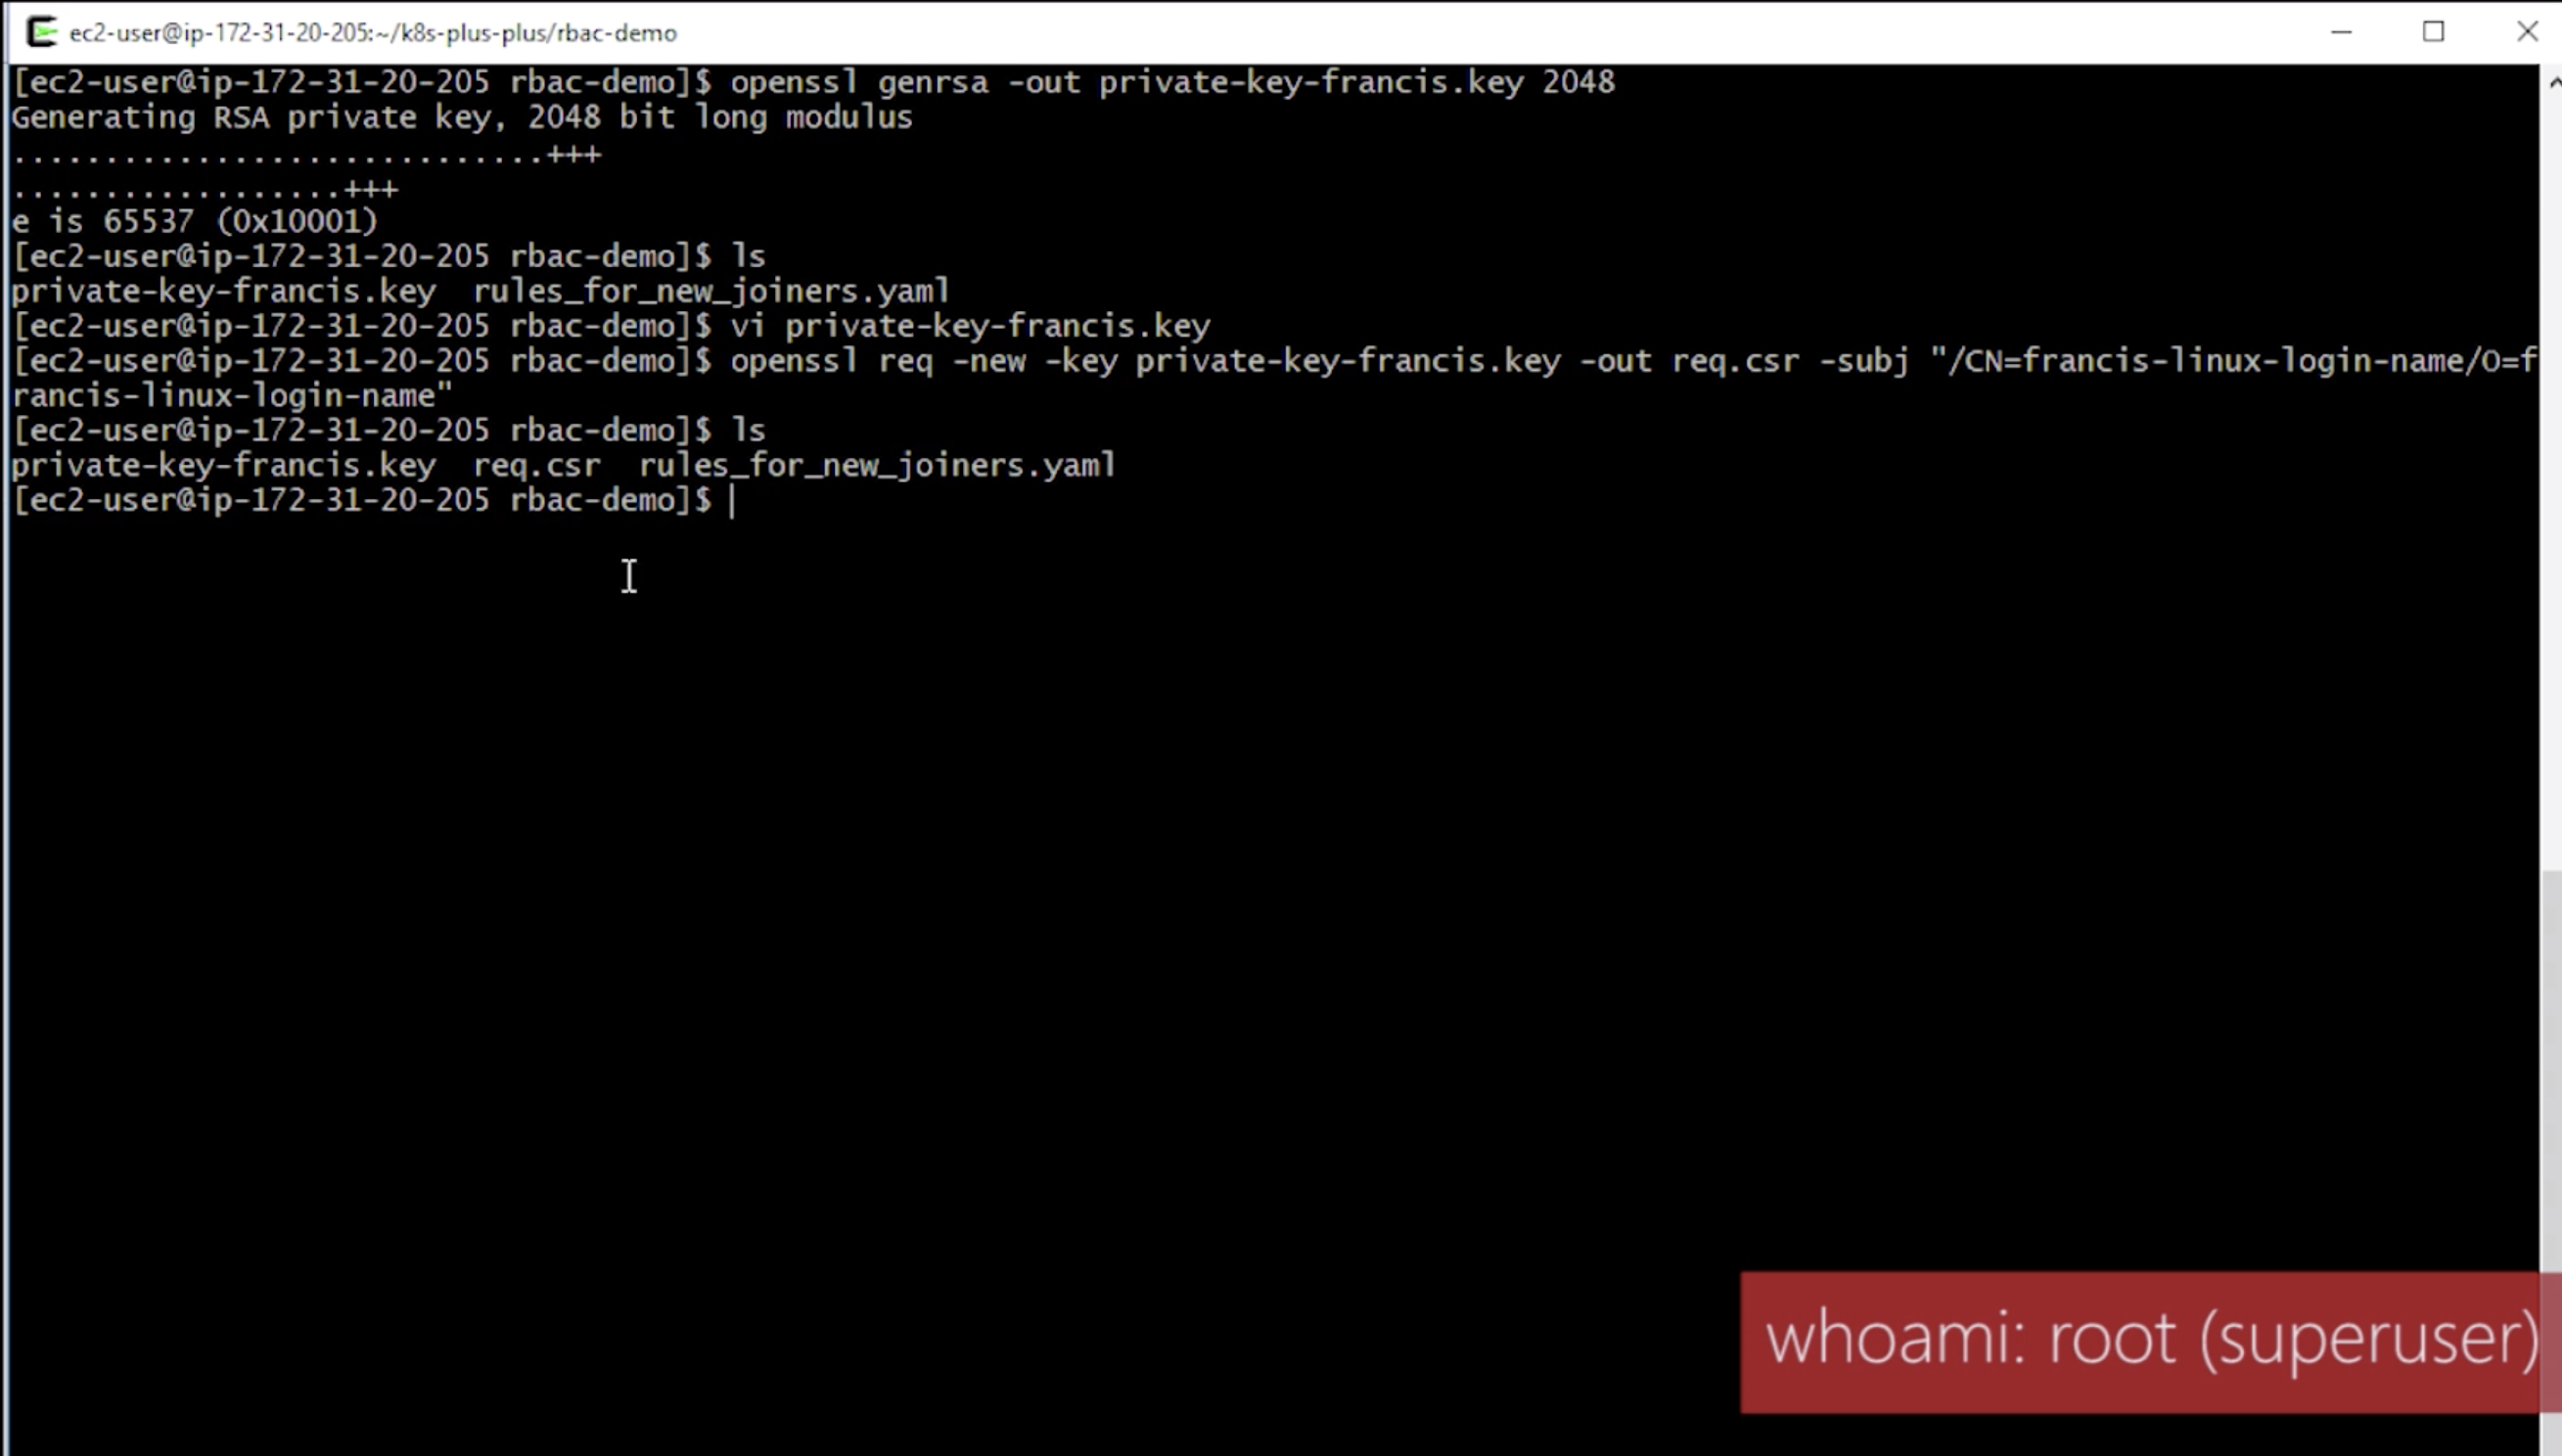 ec2-user@ip-172-31-20-205:~/k8s-plus-plus/rbac-demo
[ec2-user@ip-172-31-20-205 rbac-demo]$ openssl genrsa -out private-key-francis.key 2048
Generating RSA private key, 2048 bit long modulus
.............................+++
..................+++
e is 65537 (0x10001)
[ec2-user@ip-172-31-20-205 rbac-demo]$ ls
private-key-francis.key  rules_for_new_joiners.yaml
[ec2-user@ip-172-31-20-205 rbac-demo]$ vi private-key-francis.key
[ec2-user@ip-172-31-20-205 rbac-demo]$ openssl req -new -key private-key-francis.key -out req.csr -subj "/CN=francis-linux-login-name/O=f
rancis-linux-login-name"
[ec2-user@ip-172-31-20-205 rbac-demo]$ ls
private-key-francis.key  req.csr  rules_for_new_joiners.yaml
[ec2-user@ip-172-31-20-205 rbac-demo]$
whoami: root (superuser)